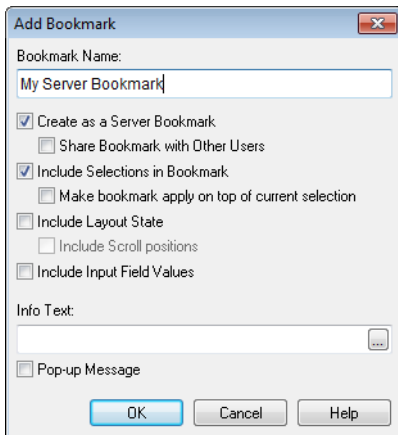 Add Bookmark
Bookmark Name:
My Server Bookmark
Create as a Server Bookmark
Share Bookmark with Other Users
Include Selections in Bookmark
Make bookmark apply on top of current selection
Include Layout State
Include Scroll positions
Include Input Field Values
Info Text:
...
Pop-up Message
OK Cancel Help